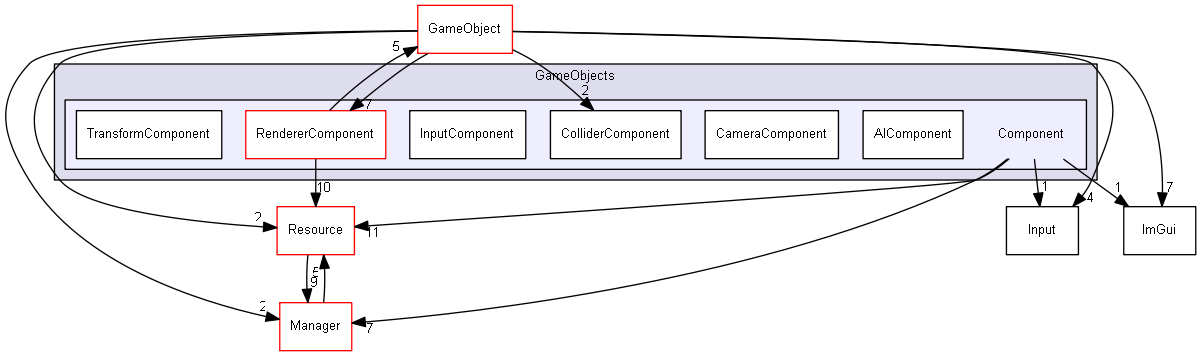 GameObject
5
GameObjects
2
7
TransformComponent
RendererComponent
InputComponent
ColliderComponent
CameraComponent
AIComponent
Component
10
1
1
7
4
2
Resource
11
Input
ImGui
5
9
2
Manager
7